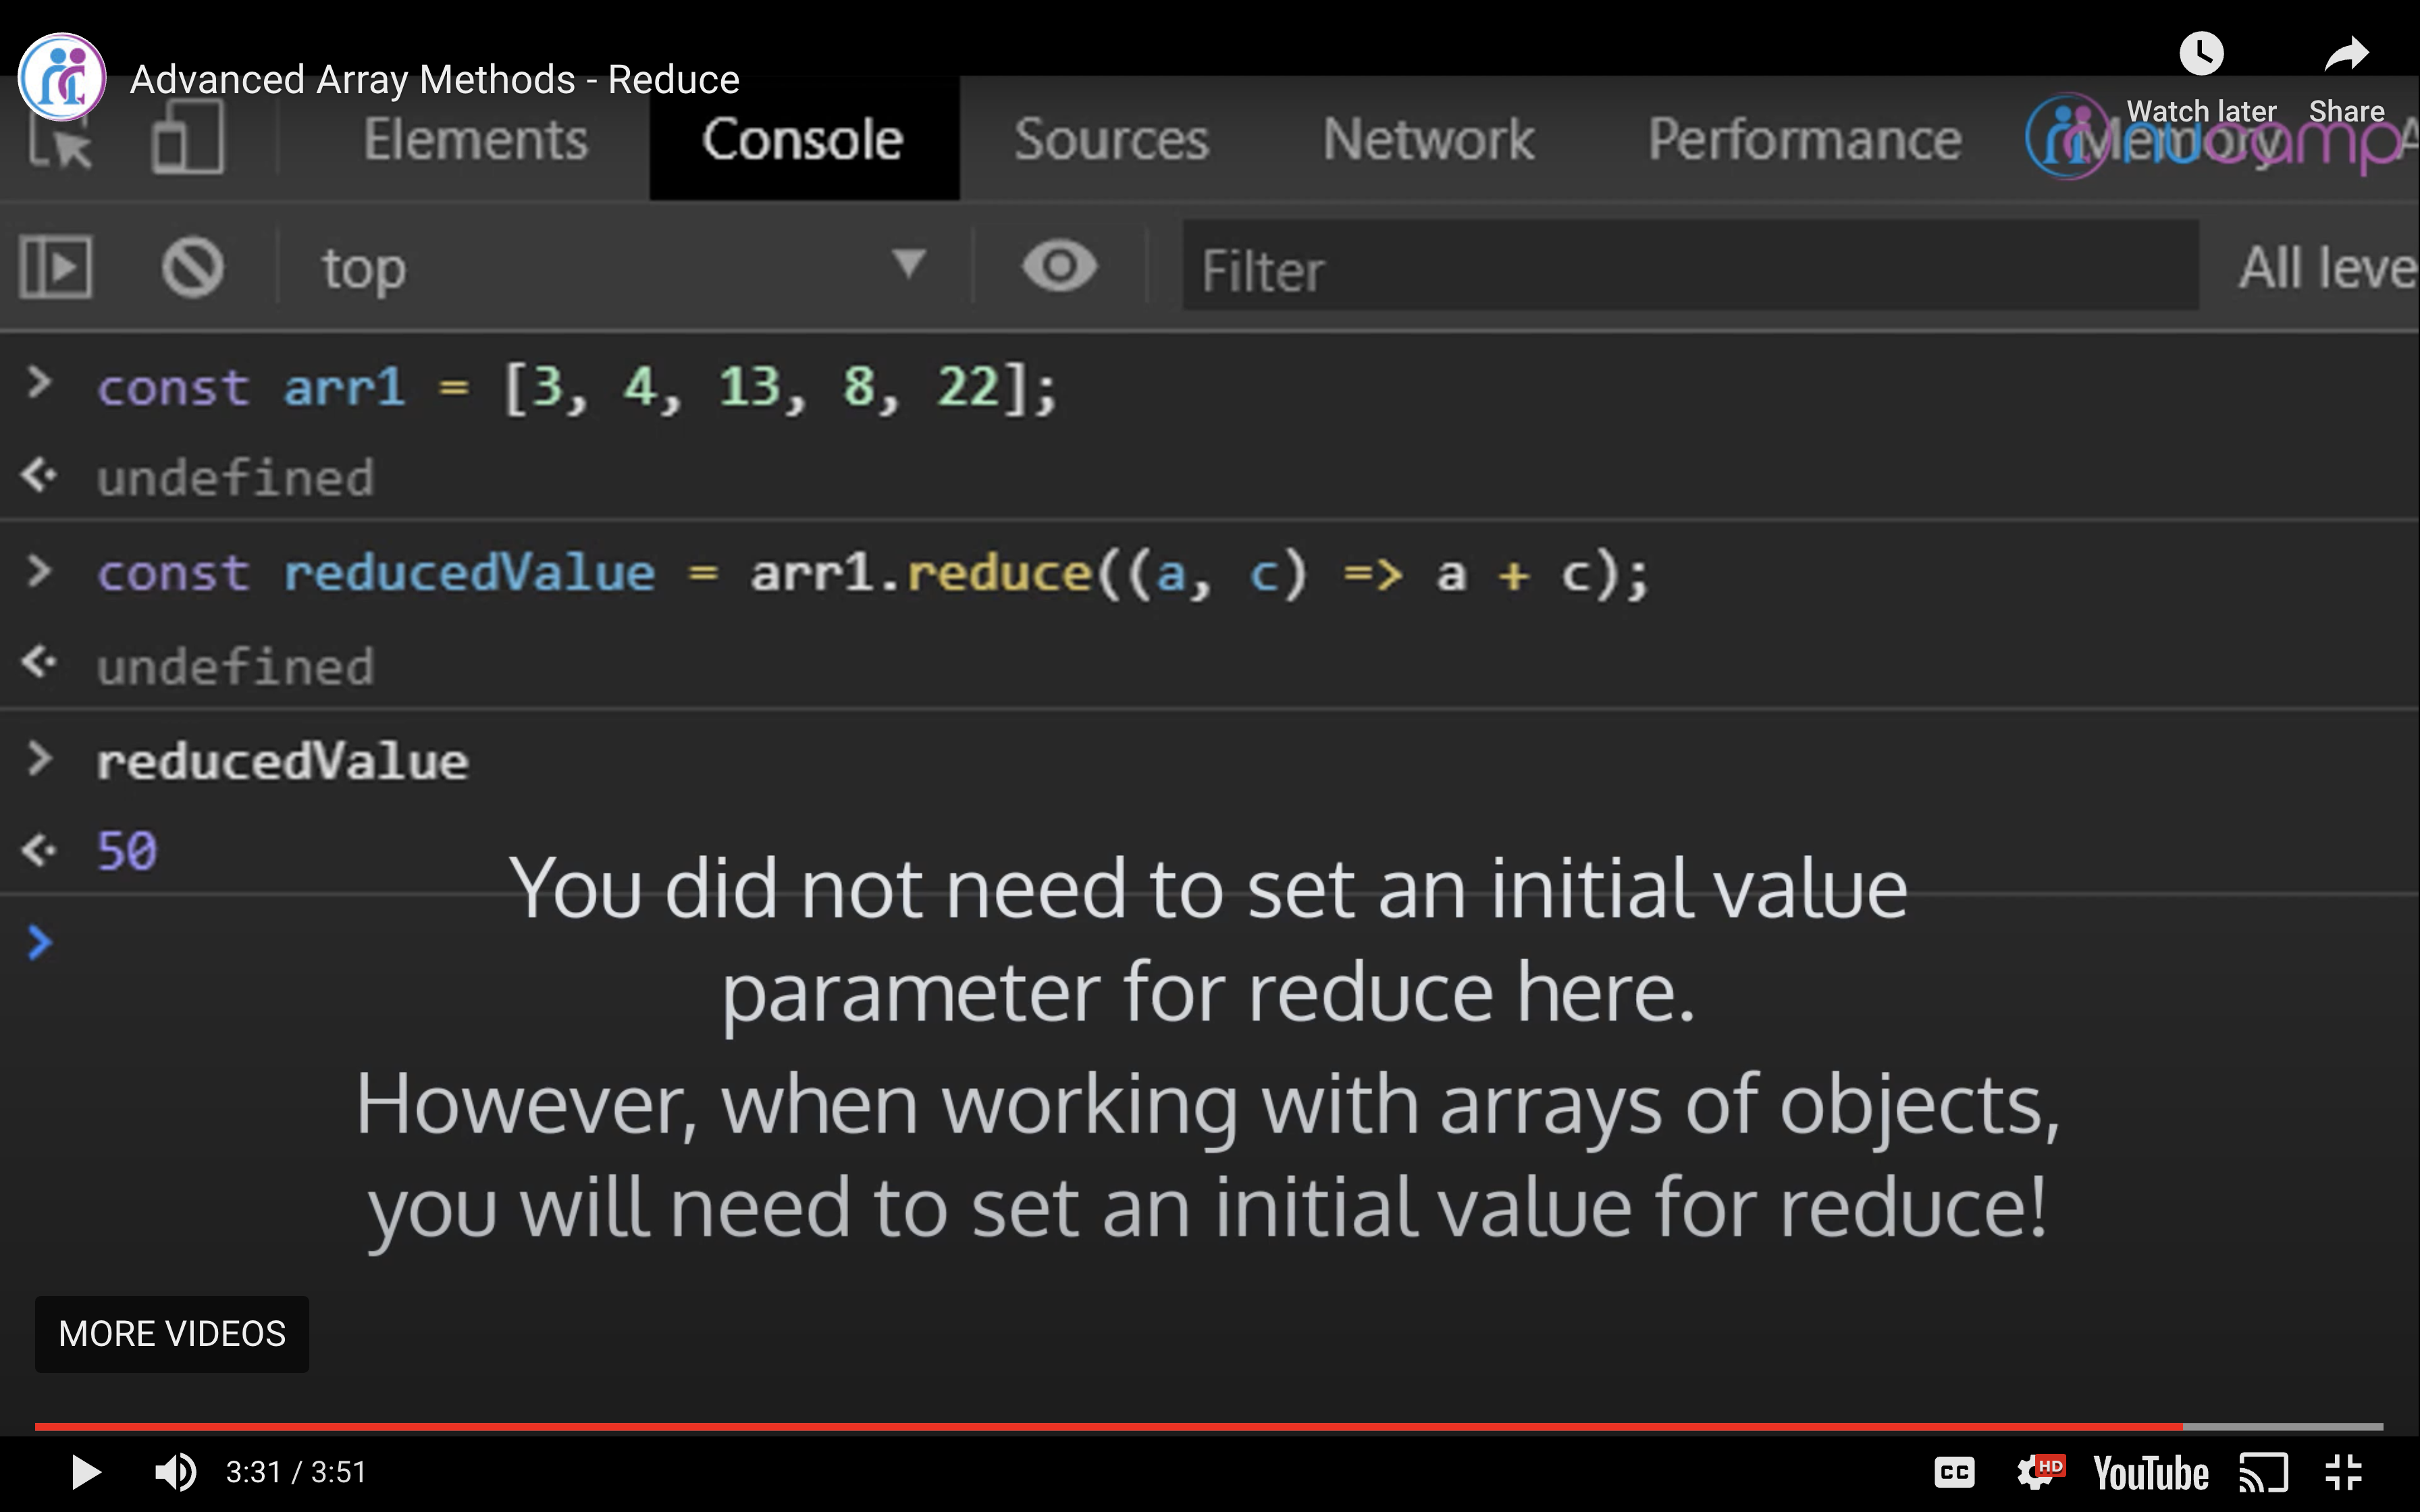 Advanced Array Methods - Reduce
Watch later Share
Elements Console Sources Network Performance Memory
nucamp
top Filter All leve
> const arr1 = [3, 4, 13, 8, 22];
undefined
> const reducedValue = arr1.reduce((a, c) => a + c);
undefined
> reducedValue
50
You did not need to set an initial value
>
parameter for reduce here.
However, when working with arrays of objects,
you will need to set an initial value for reduce!
MORE VIDEOS
3:31 / 3:51
CC HD YouTube